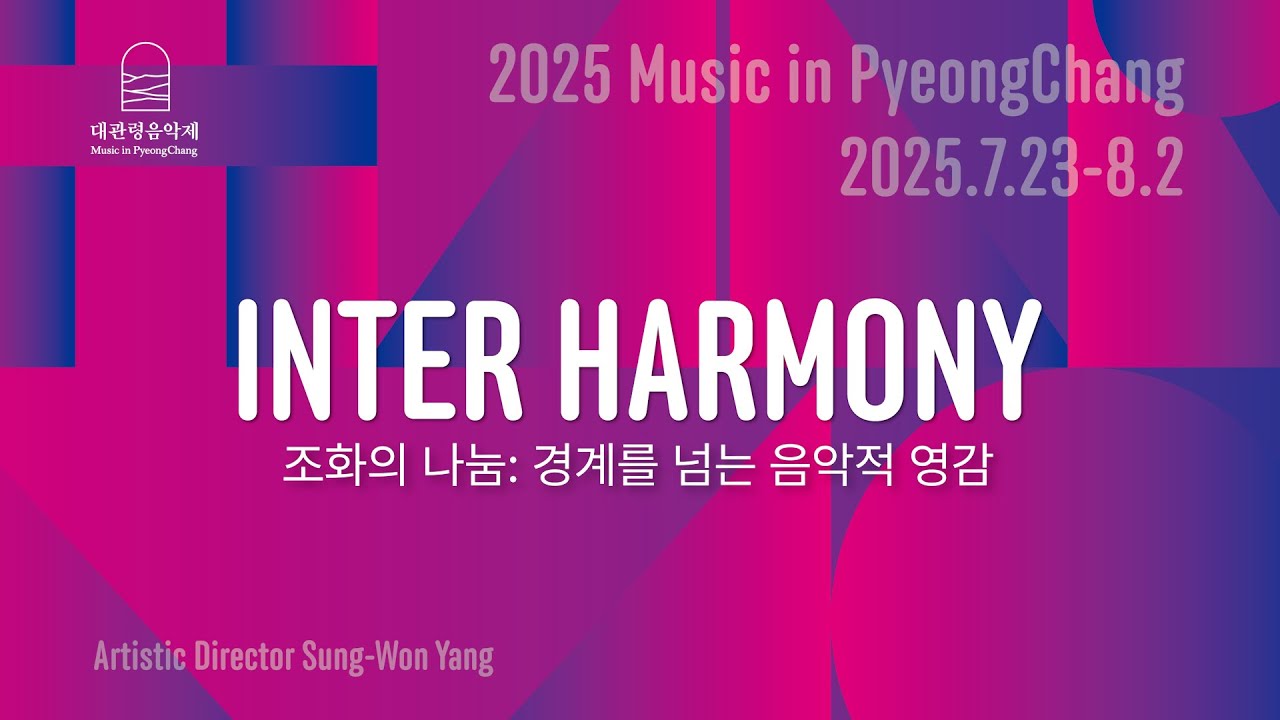 대관령음악제
Music in PyeongChang
2025 Music in PyeongChang
2025.7.23-8.2
INTER HARMONY
조화의 나눔: 경계를 넘는 음악적 영감
Artistic Director Sung-Won Yang